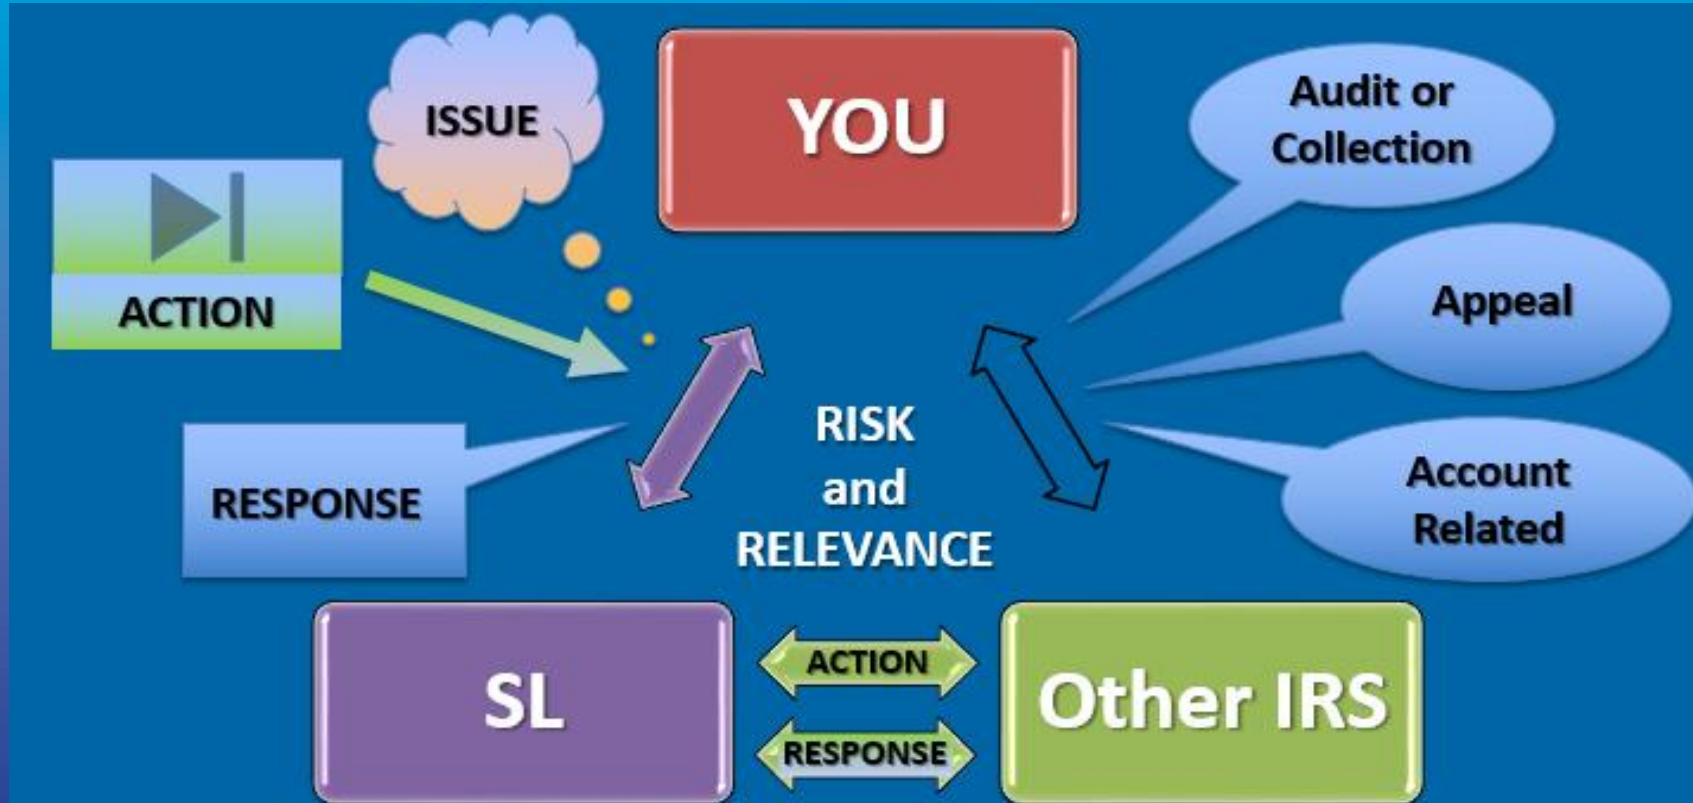 ISSUE
YOU
Audit or
Collection
ACTION
Appeal
RISK
and
RELEVANCE
RESPONSE
Account
Related
SL
ACTION
RESPONSE
Other IRS